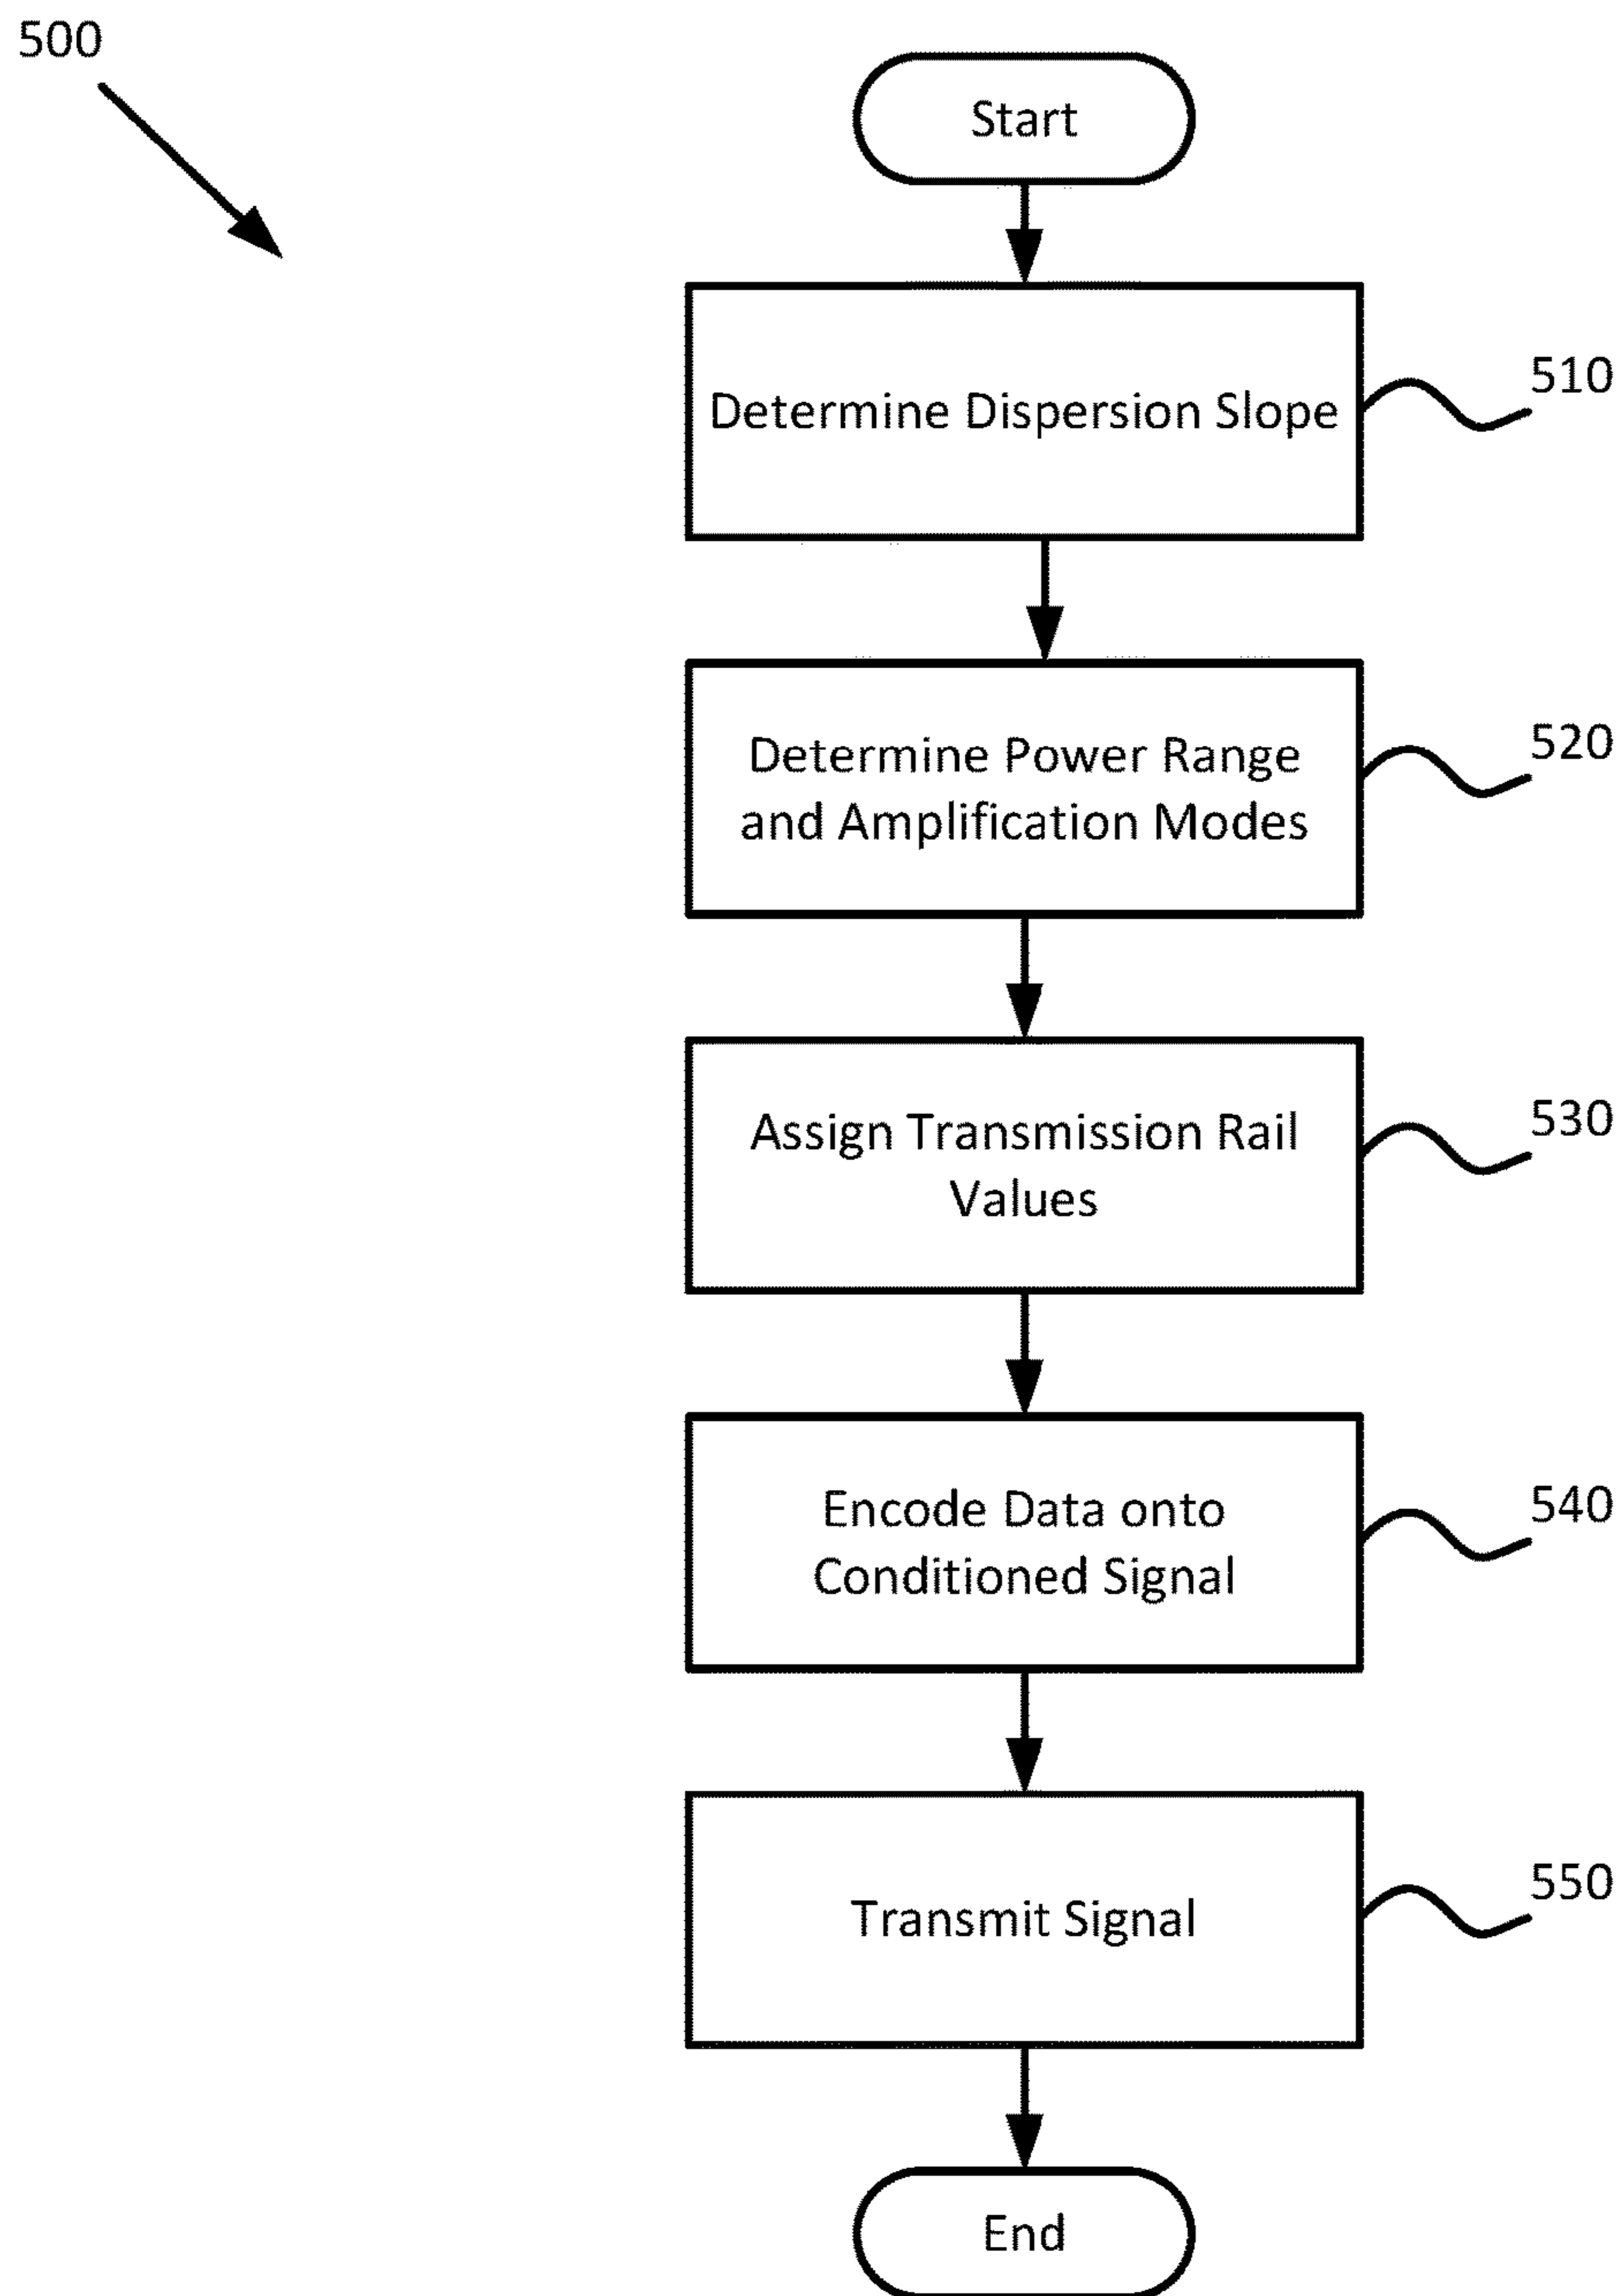 500
Start
Determine Dispersion Slope
510
Determine Power Range
and Amplification Modes
520
Assign Transmission Rail
Values
530
Encode Data onto
Conditioned Signal
540
Transmit Signal
550
End